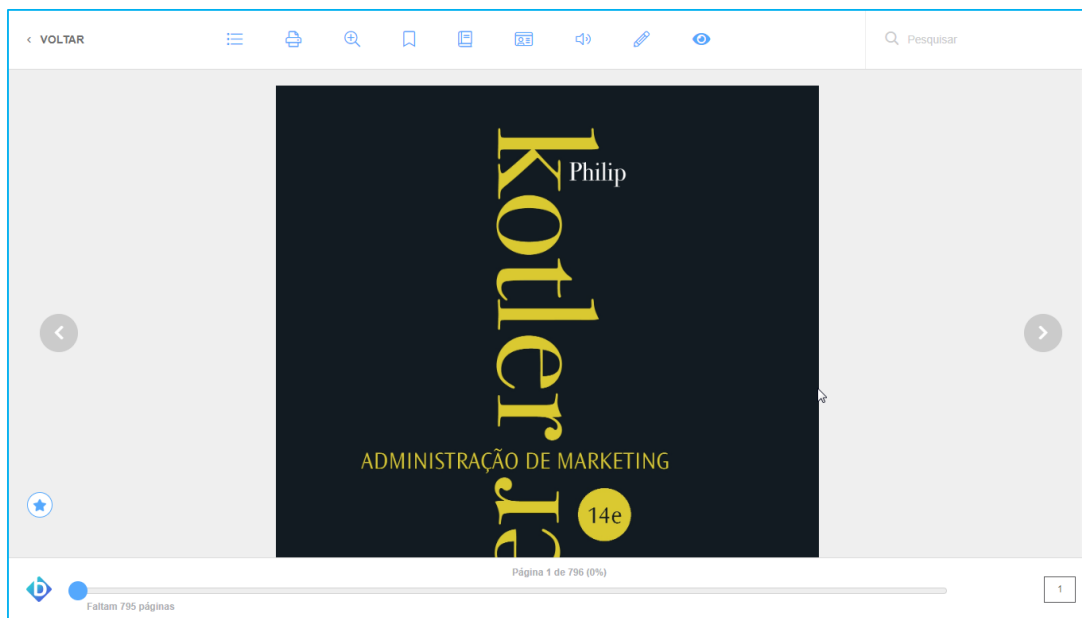 VOLTAR
Pesquisar
kotler
Philip
ADMINISTRAÇÃO DE MARKETING
14e
Página 1 de 796 (0%)
Faltam 795 páginas
1